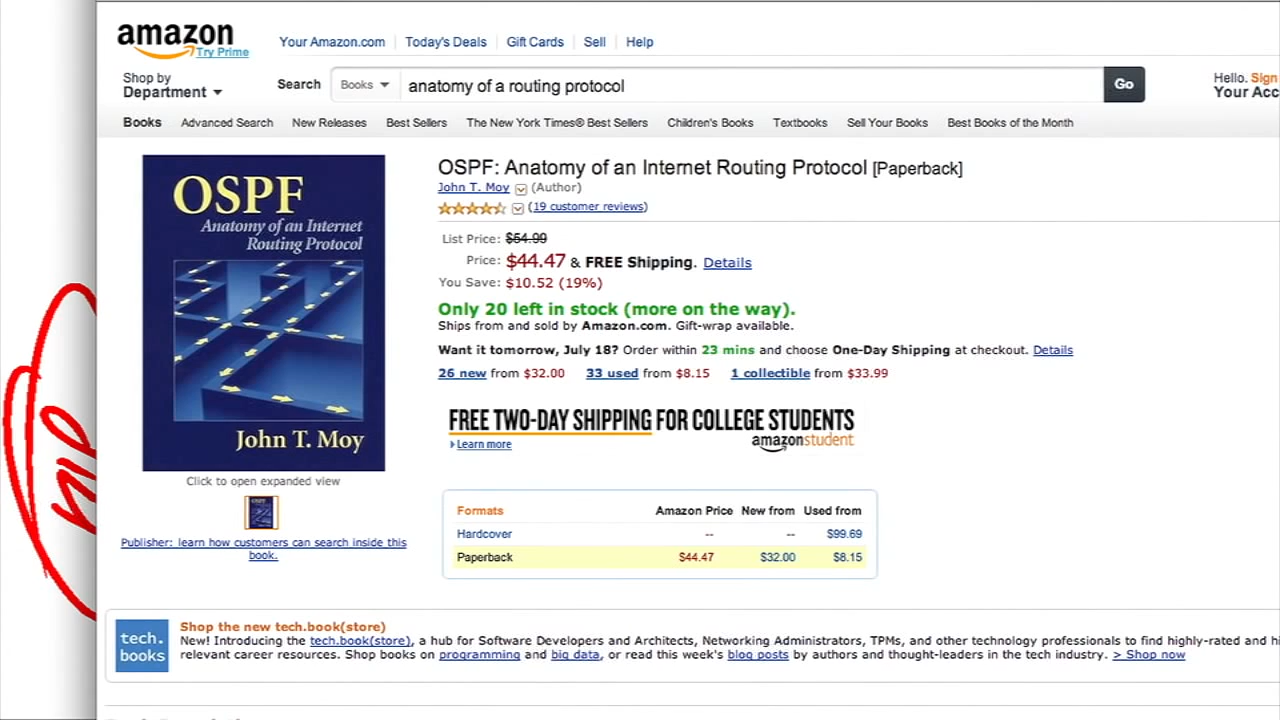 amazon
Try Prime
Your Amazon.com
Today's Deals
Gift Cards
Sell
Help
Shop by
Department
Search
Books
anatomy of a routing protocol
Go
Hello. Sign
Your Acc
Books
Advanced Search
New Releases
Best Sellers
The New York Times® Best Sellers
Children's Books
Textbooks
Sell Your Books
Best Books of the Month
OSPF
Anatomy of an Internet
Routing Protocol
John T. Moy
Click to open expanded view
Publisher: learn how customers can search inside this
book.
OSPF: Anatomy of an Internet Routing Protocol [Paperback]
John T. Moy (Author)
(19 customer reviews)
List Price: $54.99
Price: $44.47 & FREE Shipping. Details
You Save: $10.52 (19%)
Only 20 left in stock (more on the way).
Ships from and sold by Amazon.com. Gift-wrap available.
Want it tomorrow, July 18? Order within 23 mins and choose One-Day Shipping at checkout. Details
26 new from $32.00 33 used from $8.15 1 collectible from $33.99
FREE TWO-DAY SHIPPING FOR COLLEGE STUDENTS
Learn more
amazonstudent
Formats Amazon Price New from Used from
Hardcover -- -- $99.69
Paperback $44.47 $32.00 $8.15
tech.
books
Shop the new tech.book(store)
New! Introducing the tech.book(store), a hub for Software Developers and Architects, Networking Administrators, TPMs, and other technology professionals to find highly-rated and hi
relevant career resources. Shop books on programming and big data, or read this week's blog posts by authors and thought-leaders in the tech industry. > Shop now